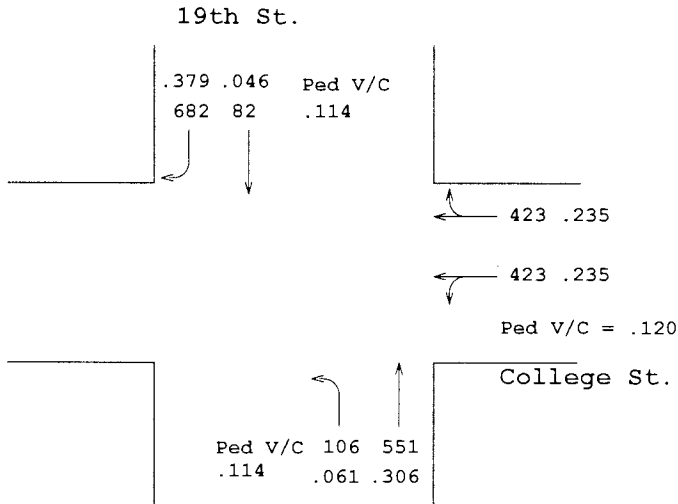 19th St.
.379 .046 Ped V/C
682 82 .114
423 .235
423 .235
Ped V/C = .120
College St.
Ped V/C 106 551
.114 .061 .306